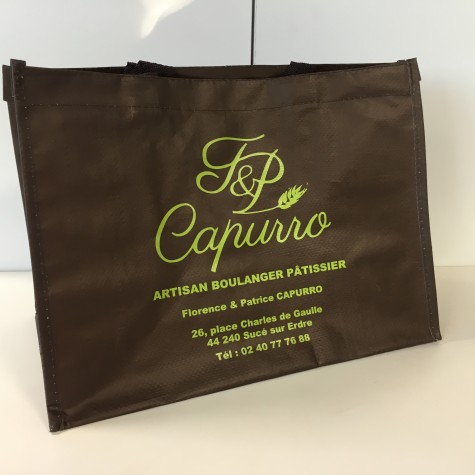 F&P
Capurro
ARTISAN BOULANGER PÂTISSIER
Florence & Patrice CAPURRO
26, place Charles de Gaulle
44 240 Sucé sur Erdre
Tél : 02 40 77 76 88